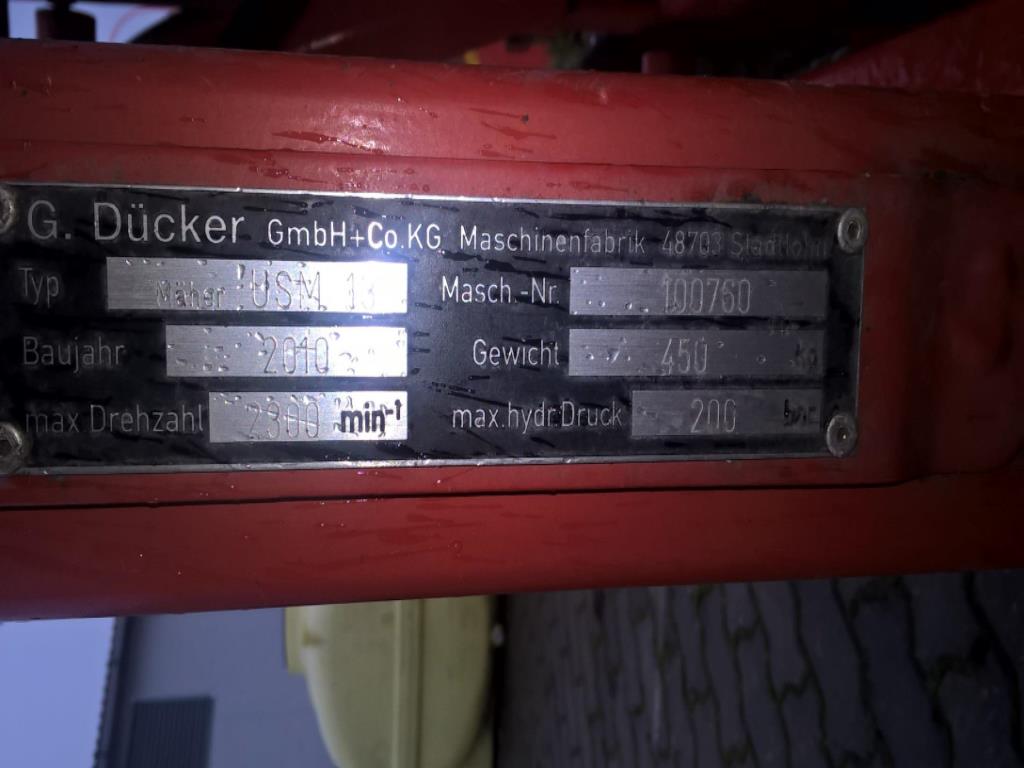 G. Dücker GmbH+Co.KG Maschinenfabrik 48703 Stadtlohn
Typ Mäher USM 13 Masch.-Nr. 100760
Baujahr 2010 Gewicht 450 kg
max Drehzahl 2300 min-1 max.hydr.Druck 200 bar